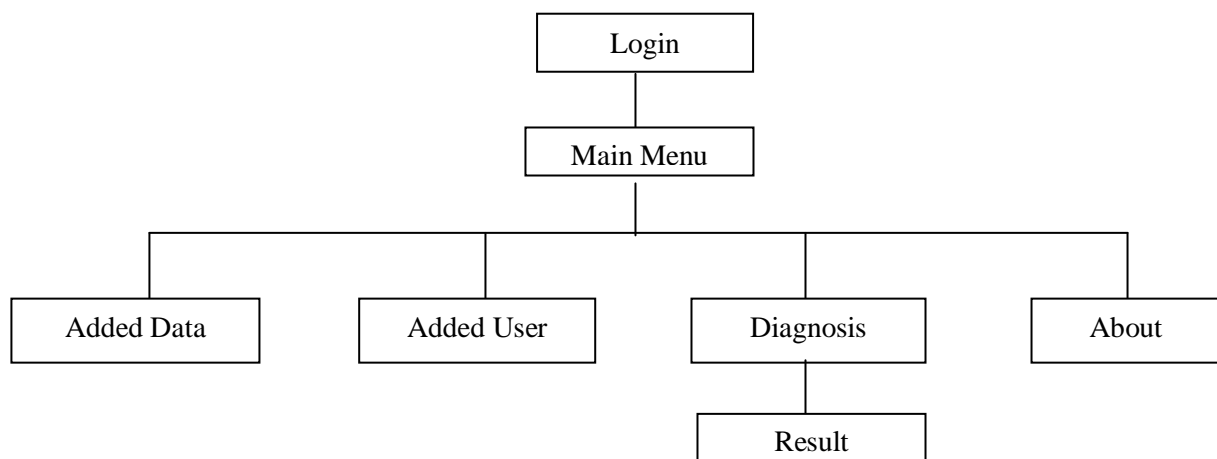 Login
Main Menu
Added Data
Added User
Diagnosis
About
Result